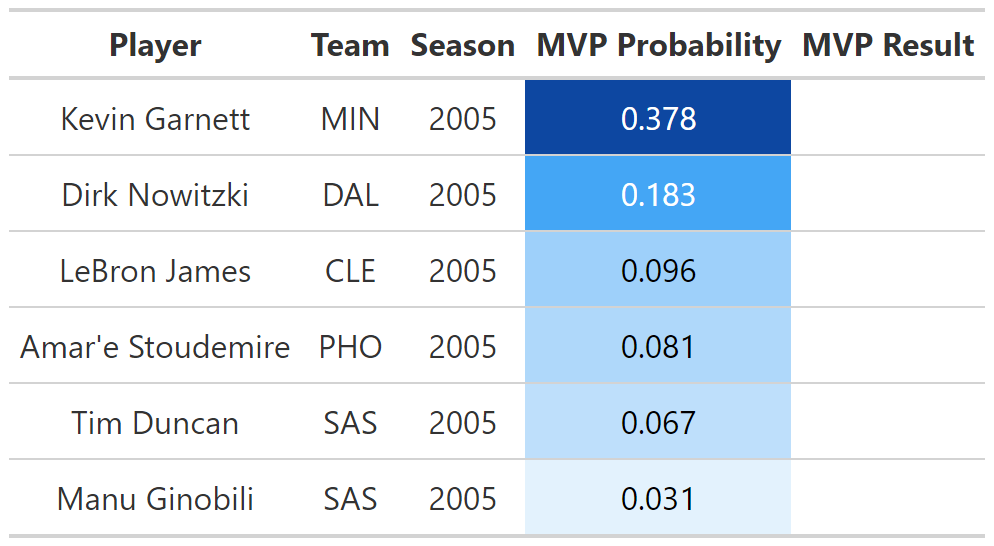 Player Team Season MVP Probability MVP Result
Kevin Garnett MIN 2005 0.378
Dirk Nowitzki DAL 2005 0.183
LeBron James CLE 2005 0.096
Amar'e Stoudemire PHO 2005 0.081
Tim Duncan SAS 2005 0.067
Manu Ginobili SAS 2005 0.031